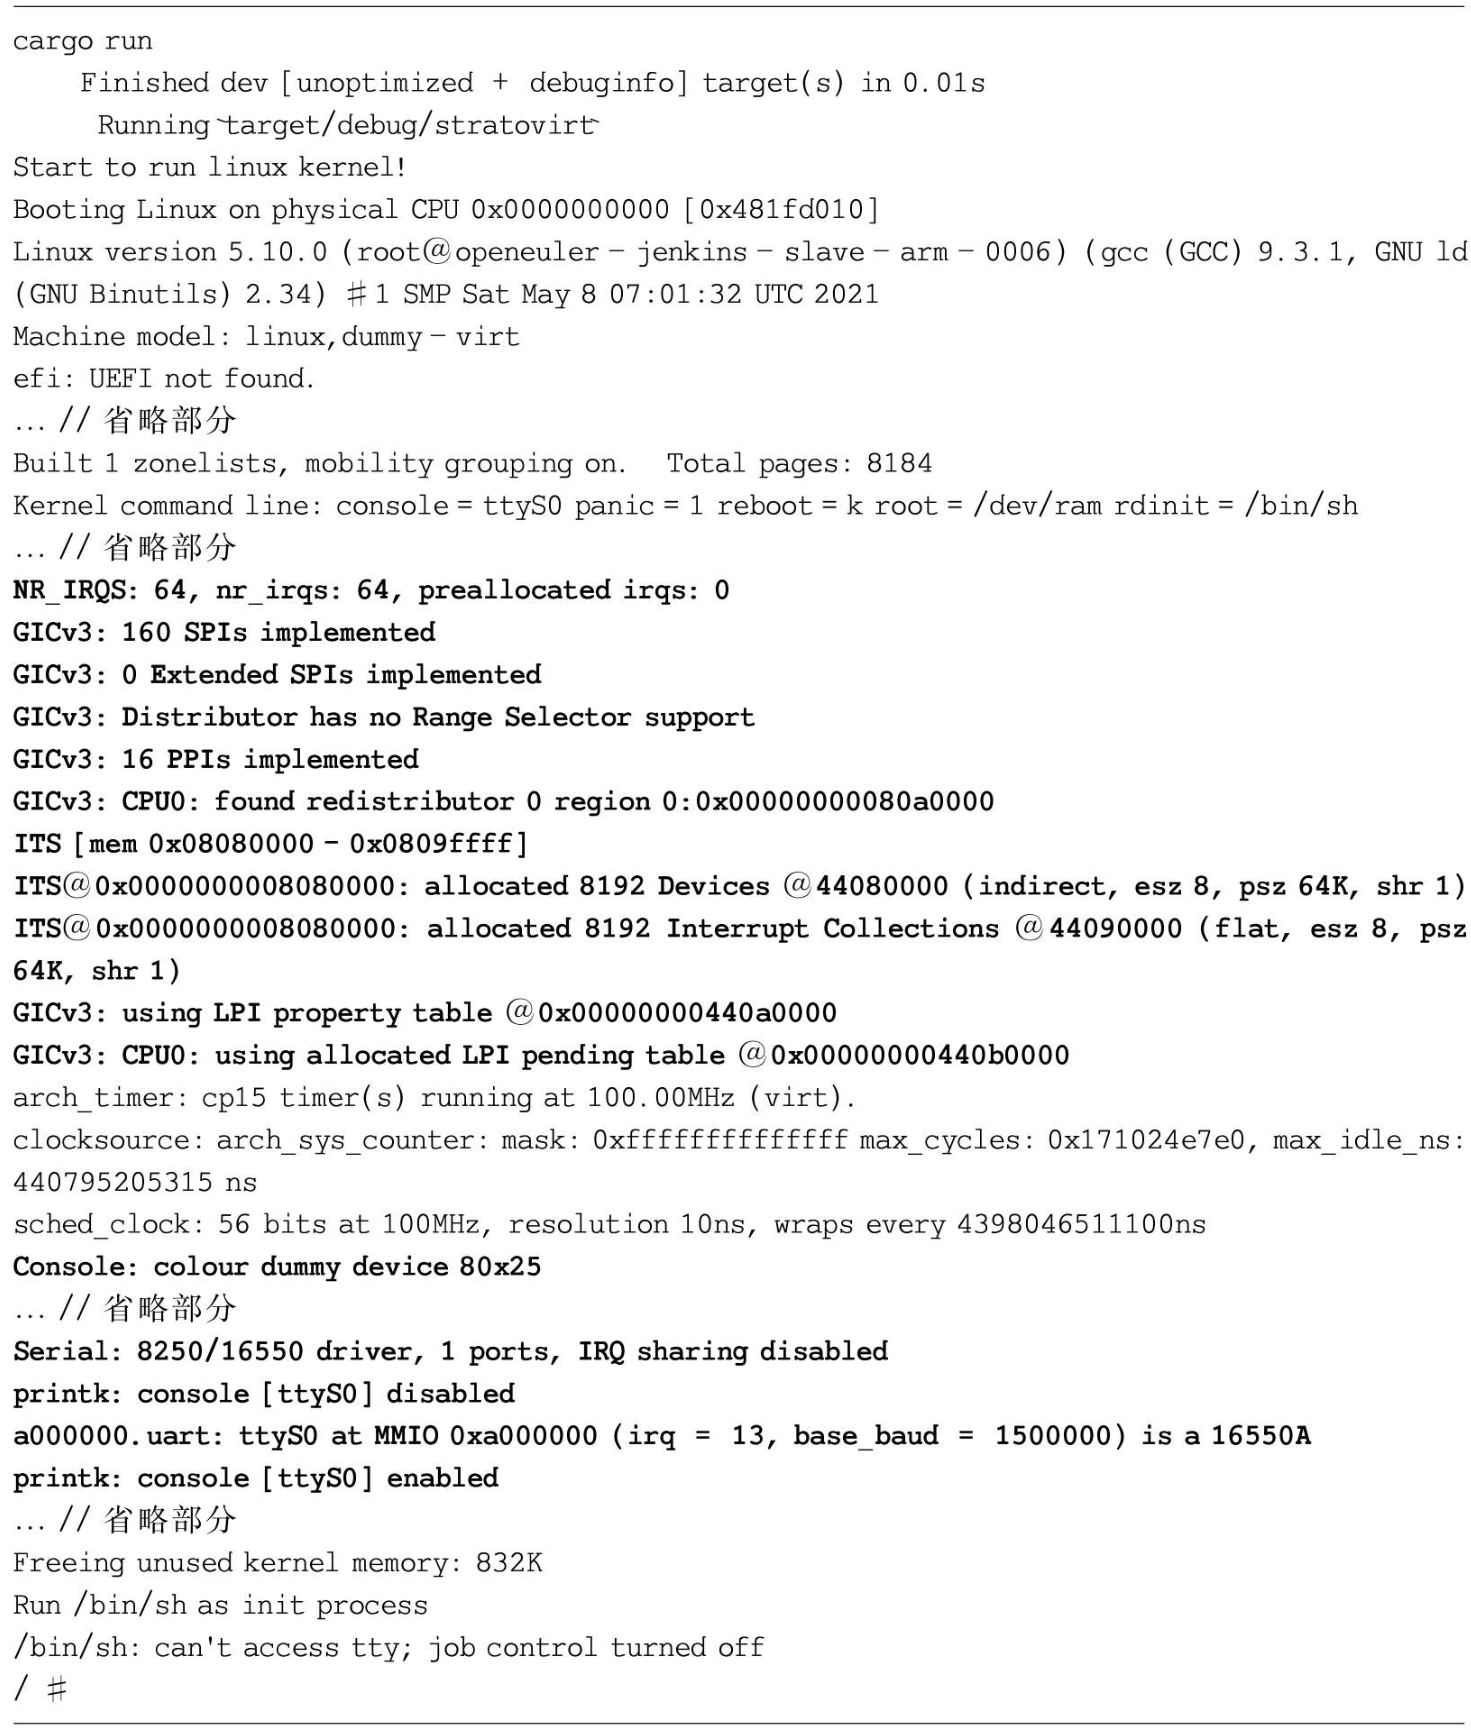 cargo run
    Finished dev [unoptimized + debuginfo] target(s) in 0.01s
     Running `target/debug/stratovirt`
Start to run linux kernel!
Booting Linux on physical CPU 0x0000000000 [0x481fd010]
Linux version 5.10.0 (root@openeuler-jenkins-slave-arm-0006) (gcc (GCC) 9.3.1, GNU ld
(GNU Binutils) 2.34) #1 SMP Sat May 8 07:01:32 UTC 2021
Machine model: linux,dummy-virt
efi: UEFI not found.
... // 省略部分
Built 1 zonelists, mobility grouping on.  Total pages: 8184
Kernel command line: console=ttyS0 panic=1 reboot=k root=/dev/ram rdinit=/bin/sh
... // 省略部分
NR_IRQS: 64, nr_irqs: 64, preallocated irqs: 0
GICv3: 160 SPIs implemented
GICv3: 0 Extended SPIs implemented
GICv3: Distributor has no Range Selector support
GICv3: 16 PPIs implemented
GICv3: CPU0: found redistributor 0 region 0:0x00000000080a0000
ITS [mem 0x08080000-0x0809ffff]
ITS@0x0000000008080000: allocated 8192 Devices @44080000 (indirect, esz 8, psz 64K, shr 1)
ITS@0x0000000008080000: allocated 8192 Interrupt Collections @44090000 (flat, esz 8, psz
64K, shr 1)
GICv3: using LPI property table @0x00000000440a0000
GICv3: CPU0: using allocated LPI pending table @0x00000000440b0000
arch_timer: cp15 timer(s) running at 100.00MHz (virt).
clocksource: arch_sys_counter: mask: 0xffffffffffffff max_cycles: 0x171024e7e0, max_idle_ns:
440795205315 ns
sched_clock: 56 bits at 100MHz, resolution 10ns, wraps every 4398046511100ns
Console: colour dummy device 80x25
... // 省略部分
Serial: 8250/16550 driver, 1 ports, IRQ sharing disabled
printk: console [ttyS0] disabled
a000000.uart: ttyS0 at MMIO 0xa000000 (irq = 13, base_baud = 1500000) is a 16550A
printk: console [ttyS0] enabled
... // 省略部分
Freeing unused kernel memory: 832K
Run /bin/sh as init process
/bin/sh: can't access tty; job control turned off
/ #